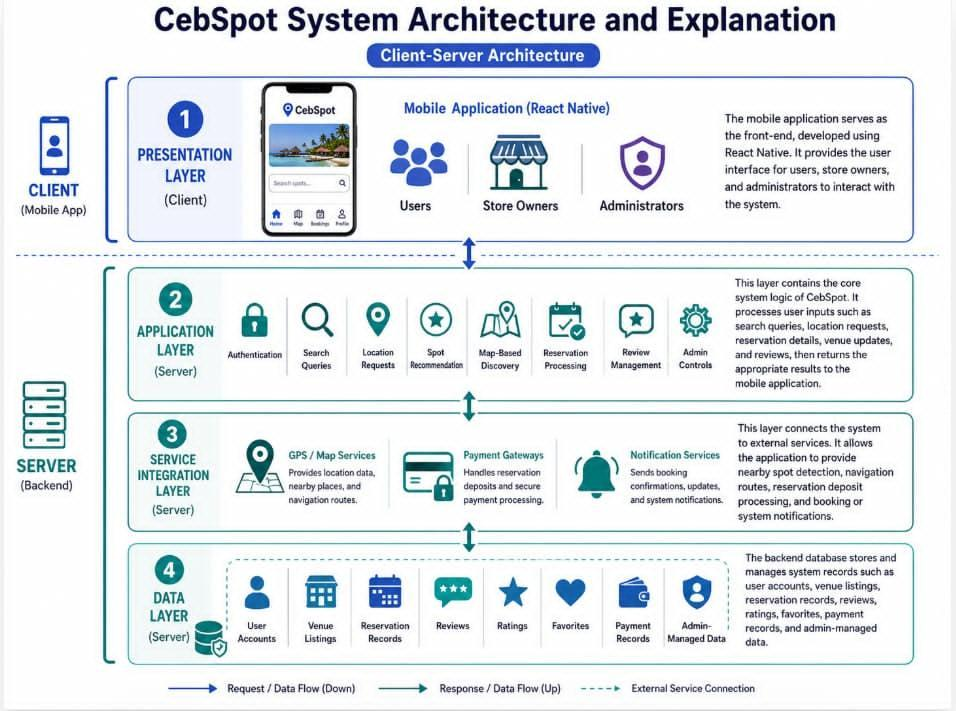 CebSpot System Architecture and Explanation
Client-Server Architecture
CLIENT
(Mobile App)
1
PRESENTATION
LAYER
(Client)
CebSpot
Search spots...
Home
Map
Bookings
Profile
Mobile Application (React Native)
Users
Store Owners
Administrators
The mobile application serves as
the front-end, developed using
React Native. It provides the user
interface for users, store owners,
and administrators to interact with
the system.
SERVER
(Backend)
2
APPLICATION
LAYER
(Server)
Authentication
Search
Queries
Location
Requests
Spot
Recommendation
Map-Based
Discovery
Reservation
Processing
Review
Management
Admin
Controls
This layer contains the core
system logic of CebSpot. It
processes user inputs such as
search queries, location requests,
reservation details, venue updates,
and reviews, then returns the
appropriate results to the
mobile application.
3
SERVICE
INTEGRATION
LAYER
(Server)
GPS / Map Services
Provides location data,
nearby places, and
navigation routes.
Payment Gateways
Handles reservation
deposits and secure
payment processing.
Notification Services
Sends booking
confirmations, updates,
and system notifications.
This layer connects the system
to external services. It allows
the application to provide
nearby spot detection, navigation
routes, reservation deposit
processing, and booking or
system notifications.
4
DATA
LAYER
(Server)
User
Accounts
Venue
Listings
Reservation
Records
Reviews
Ratings
Favorites
Payment
Records
Admin-
Managed Data
The backend database stores and
manages system records such as
user accounts, venue listings,
reservation records, reviews,
ratings, favorites, payment
records, and admin-managed
data.
Request / Data Flow (Down)
Response / Data Flow (Up)
External Service Connection